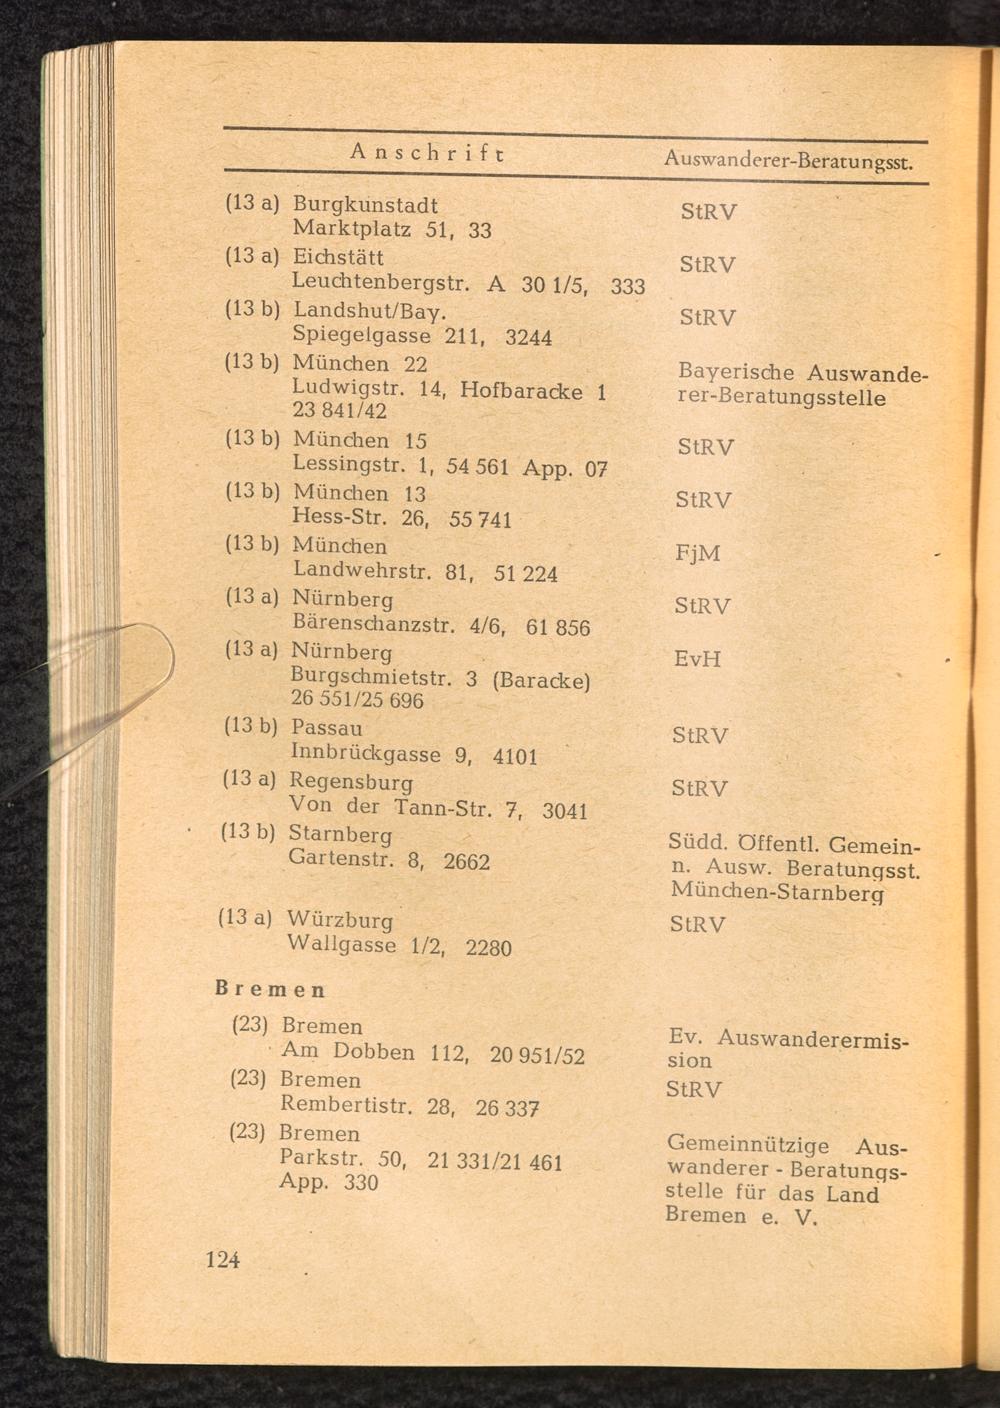 Anschrift Auswanderer-Beratungsst.
(13 a) Burgkunstadt StRV
Marktplatz 51, 33
(13 a) Eichstätt StRV
Leuchtenbergstr. A 30 1/5, 333
(13 b) Landshut/Bay. StRV
Spiegelgasse 211, 3244
(13 b) München 22 Bayerische Auswande-
Ludwigstr. 14, Hofbaracke 1 rer-Beratungsstelle
23 841/42
(13 b) München 15 StRV
Lessingstr. 1, 54 561 App. 07
(13 b) München 13 StRV
Hess-Str. 26, 55 741
(13 b) München FjM
Landwehrstr. 81, 51 224
(13 a) Nürnberg StRV
Bärenschanzstr. 4/6, 61 856
(13 a) Nürnberg EvH
Burgschmietstr. 3 (Baracke)
26 551/25 696
(13 b) Passau StRV
Innbrückgasse 9, 4101
(13 a) Regensburg StRV
Von der Tann-Str. 7, 3041
(13 b) Starnberg Südd. Öffentl. Gemein-
Gartenstr. 8, 2662 n. Ausw. Beratungsst.
München-Starnberg
(13 a) Würzburg StRV
Wallgasse 1/2, 2280
Bremen
(23) Bremen Ev. Auswanderermis-
Am Dobben 112, 20 951/52 sion
(23) Bremen StRV
Rembertistr. 28, 26 337
(23) Bremen Gemeinnützige Aus-
Parkstr. 50, 21 331/21 461 wanderer - Beratungs-
App. 330 stelle für das Land
Bremen e. V.
124